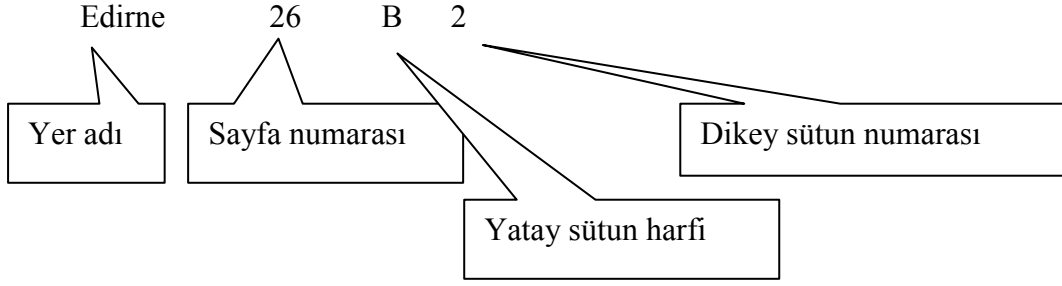 Edirne 26 B 2
Yer adı
Sayfa numarası
Dikey sütun numarası
Yatay sütun harfi